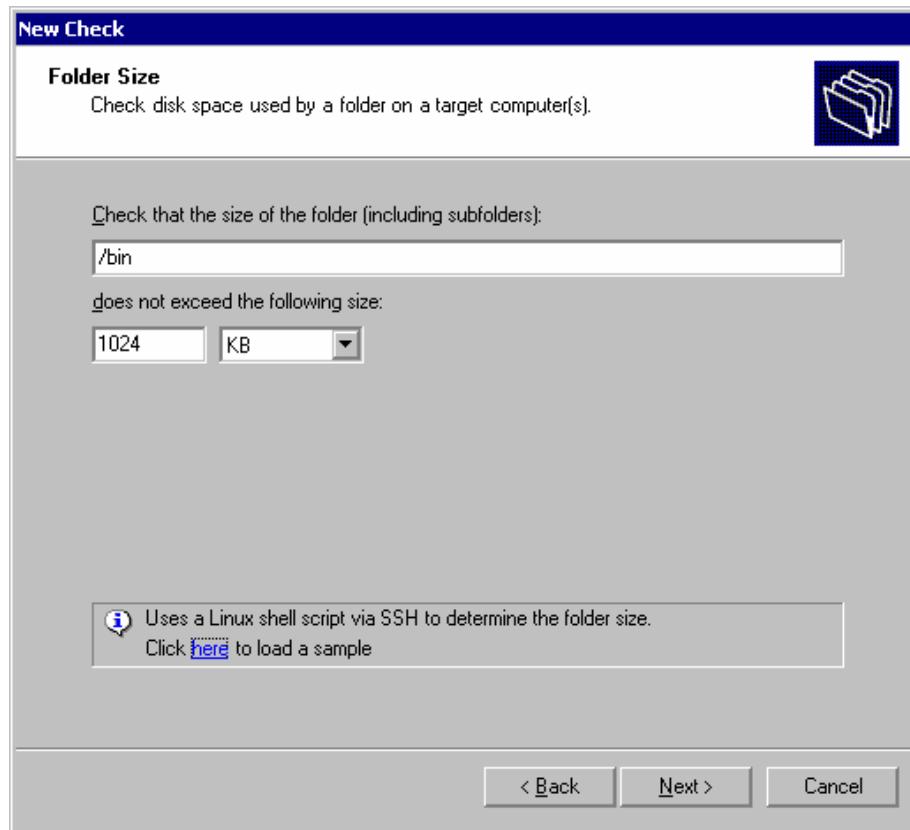 New Check
Folder Size
Check disk space used by a folder on a target computer(s).
Check that the size of the folder (including subfolders):
/bin
does not exceed the following size:
1024 KB
Uses a Linux shell script via SSH to determine the folder size.
Click here to load a sample
< Back Next > Cancel